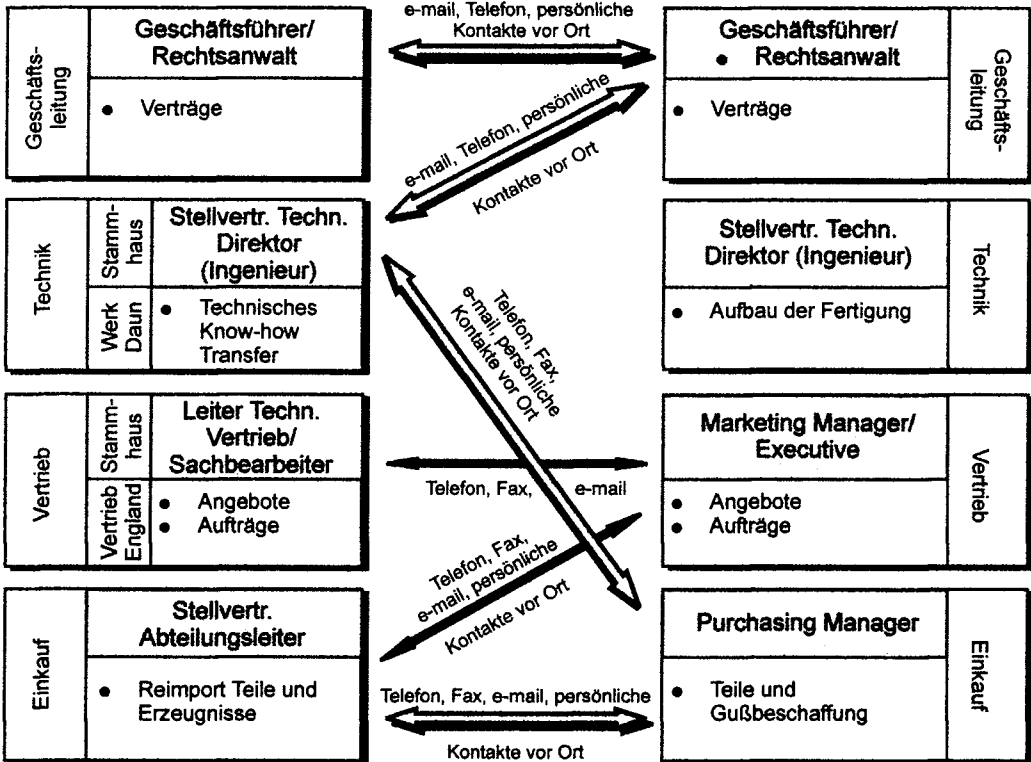 Geschäfts-
leitung
Geschäftsführer/
Rechtsanwalt
● Verträge
e-mail, Telefon, persönliche
Kontakte vor Ort
Geschäftsführer/
● Rechtsanwalt
● Verträge
Geschäfts-
leitung
e-mail, Telefon, persönliche
Kontakte vor Ort
Technik
Stamm-
haus
Stellvertr. Techn.
Direktor
(Ingenieur)
Werk
Daun
● Technisches
Know-how
Transfer
Telefon, Fax,
e-mail, persönliche
Kontakte vor Ort
Stellvertr. Techn.
Direktor (Ingenieur)
● Aufbau der Fertigung
Technik
Vertrieb
Stamm-
haus
Leiter Techn.
Vertrieb/
Sachbearbeiter
Vertrieb
England
● Angebote
● Aufträge
Telefon, Fax, e-mail
Marketing Manager/
Executive
● Angebote
● Aufträge
Vertrieb
Telefon, Fax,
e-mail, persönliche
Kontakte vor Ort
Einkauf
Stellvertr.
Abteilungsleiter
● Reimport Teile und
Erzeugnisse
Telefon, Fax, e-mail, persönliche
Kontakte vor Ort
Purchasing Manager
● Teile und
Gußbeschaffung
Einkauf